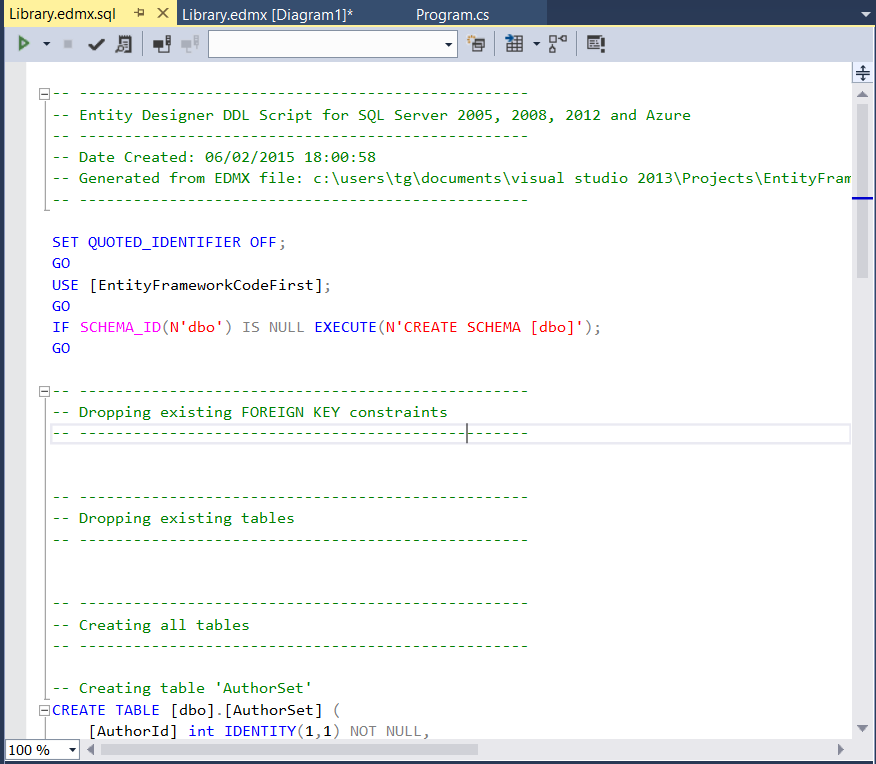 Library.edmx.sql
Library.edmx [Diagram1]*
Program.cs
-- --------------------------------------------------
-- Entity Designer DDL Script for SQL Server 2005, 2008, 2012 and Azure
-- --------------------------------------------------
-- Date Created: 06/02/2015 18:00:58
-- Generated from EDMX file: c:\users\tg\documents\visual studio 2013\Projects\EntityFram
-- --------------------------------------------------
SET QUOTED_IDENTIFIER OFF;
GO
USE [EntityFrameworkCodeFirst];
GO
IF SCHEMA_ID(N'dbo') IS NULL EXECUTE(N'CREATE SCHEMA [dbo]');
GO
-- --------------------------------------------------
-- Dropping existing FOREIGN KEY constraints
-- --------------------------------------------------
-- --------------------------------------------------
-- Dropping existing tables
-- --------------------------------------------------
-- --------------------------------------------------
-- Creating all tables
-- --------------------------------------------------
-- Creating table 'AuthorSet'
CREATE TABLE [dbo].[AuthorSet] (
    [AuthorId] int IDENTITY(1,1) NOT NULL,
100 %